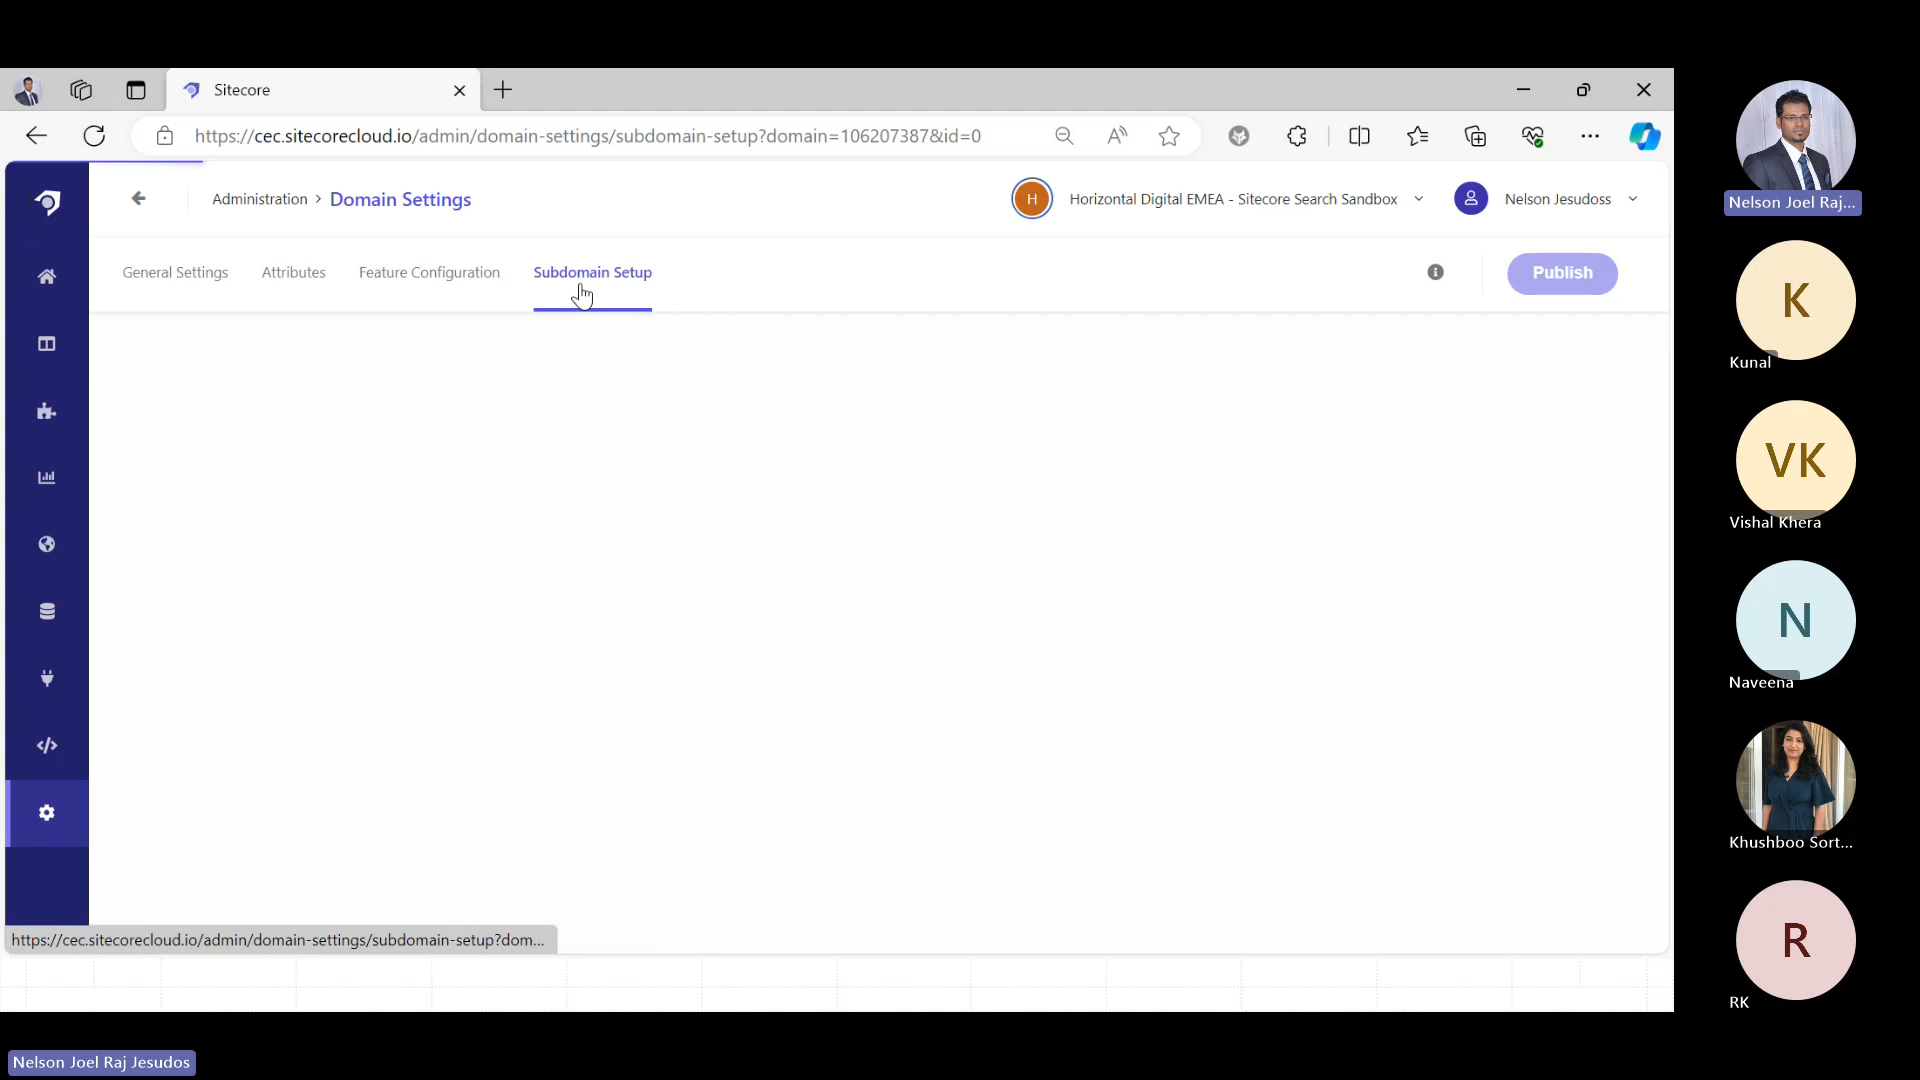 Sitecore
https://cec.sitecorecloud.io/admin/domain-settings/subdomain-setup?domain=106207387&id=0
Administration > Domain Settings
H
Horizontal Digital EMEA - Sitecore Search Sandbox
Nelson Jesudoss
General Settings
Attributes
Feature Configuration
Subdomain Setup
Publish
https://cec.sitecorecloud.io/admin/domain-settings/subdomain-setup?dom...
Nelson Joel Raj...
K
Kunal
VK
Vishal Khera
N
Naveena
Khushboo Sort...
R
RK
Nelson Joel Raj Jesudos